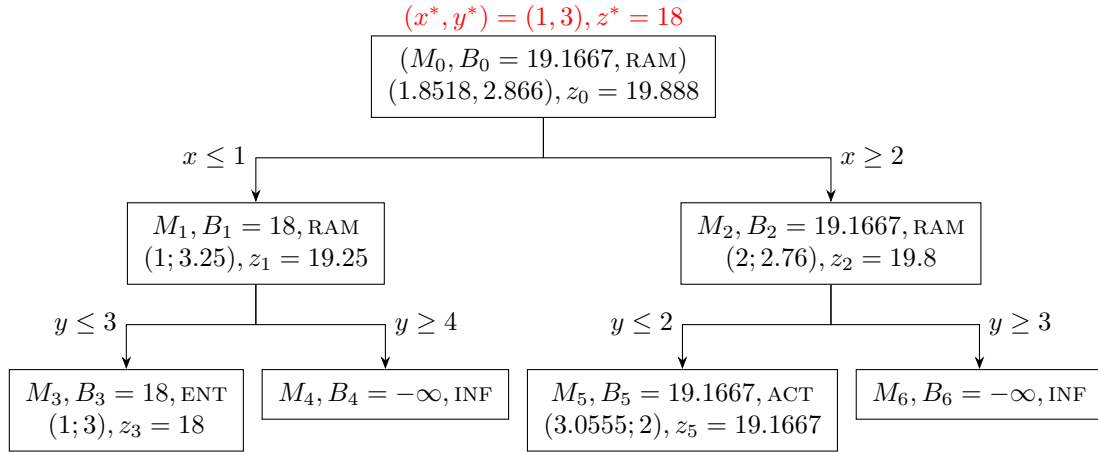 (x*, y*) = (1, 3), z* = 18
(M₀, B₀ = 19.1667, RAM)
(1.8518, 2.866), z₀ = 19.888
x ≤ 1
x ≥ 2
M₁, B₁ = 18, RAM
(1; 3.25), z₁ = 19.25
M₂, B₂ = 19.1667, RAM
(2; 2.76), z₂ = 19.8
y ≤ 3
y ≥ 4
y ≤ 2
y ≥ 3
M₃, B₃ = 18, ENT
(1; 3), z₃ = 18
M₄, B₄ = −∞, INF
M₅, B₅ = 19.1667, ACT
(3.0555; 2), z₅ = 19.1667
M₆, B₆ = −∞, INF